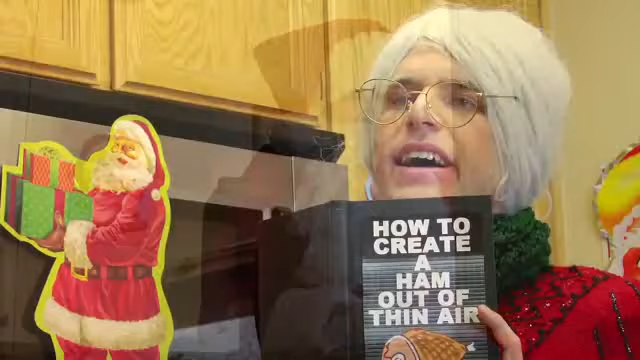 HOW TO
CREATE
A
HAM
OUT OF
THIN AIR